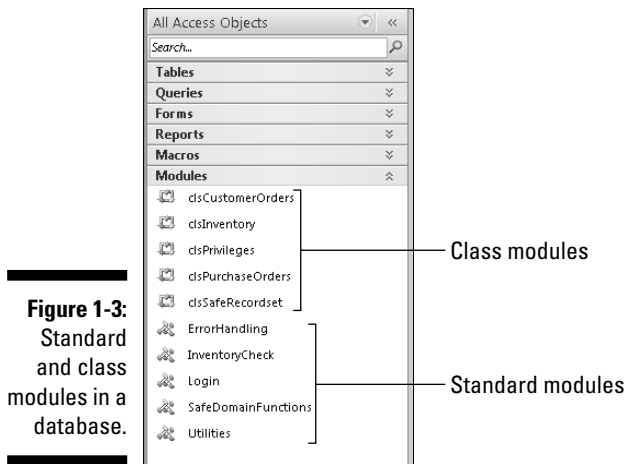 All Access Objects
Search...
Tables
Queries
Forms
Reports
Macros
Modules
clsCustomerOrders
clsInventory
clsPrivileges
clsPurchaseOrders
clsSafeRecordset
ErrorHandling
InventoryCheck
Login
SafeDomainFunctions
Utilities
Class modules
Standard modules
Figure 1-3:
Standard
and class
modules in a
database.